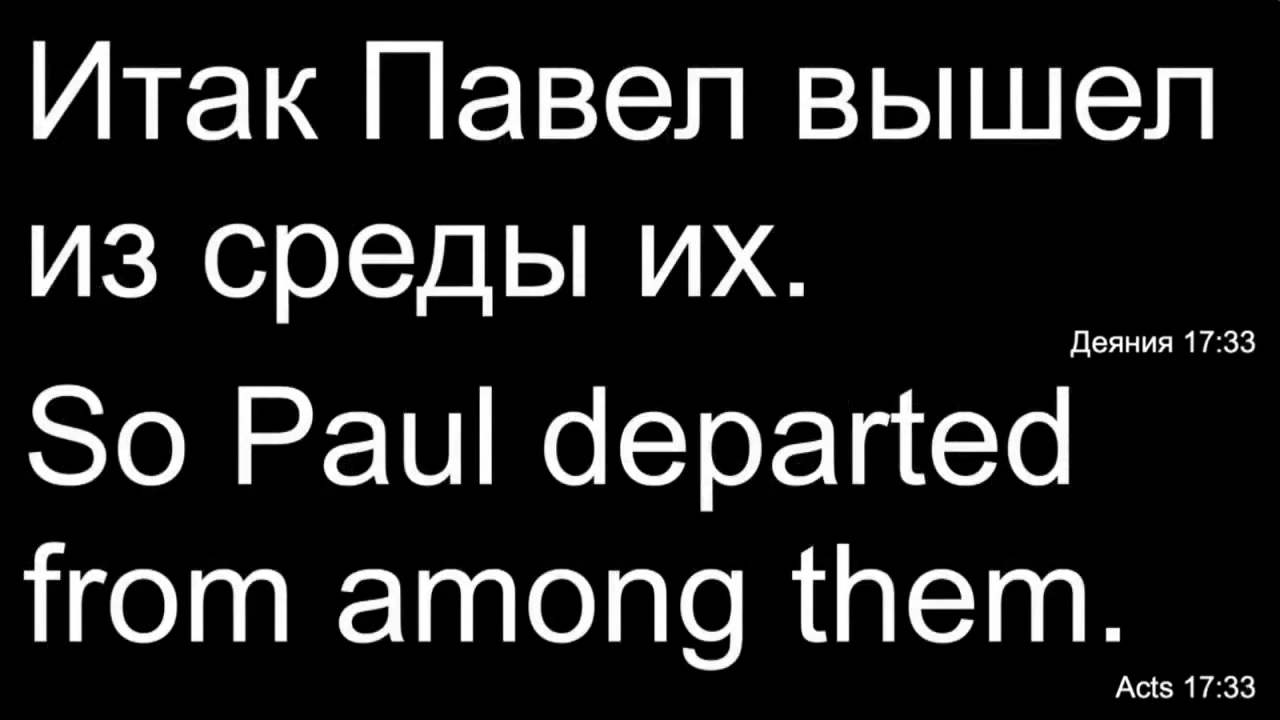 Итак Павел вышел
из среды их.
Деяния 17:33
So Paul departed
from among them.
Acts 17:33